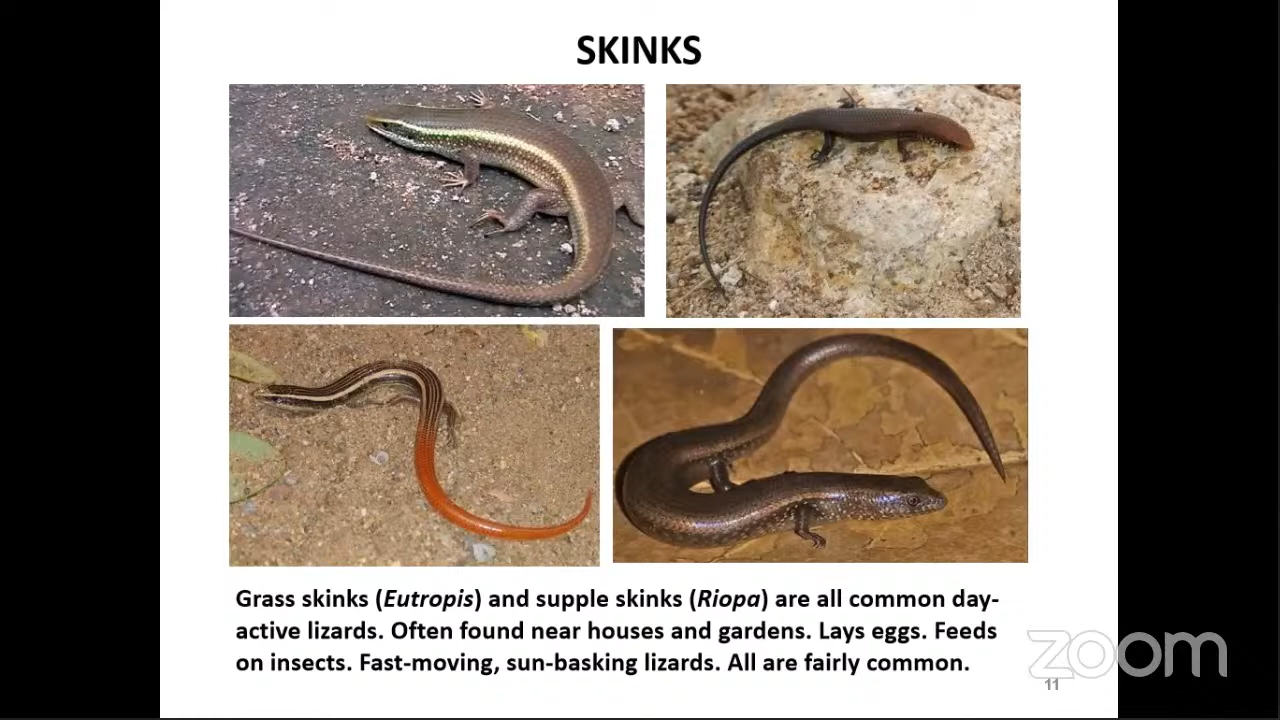 SKINKS
Grass skinks (Eutropis) and supple skinks (Riopa) are all common day-
active lizards. Often found near houses and gardens. Lays eggs. Feeds
on insects. Fast-moving, sun-basking lizards. All are fairly common.
zoom
11